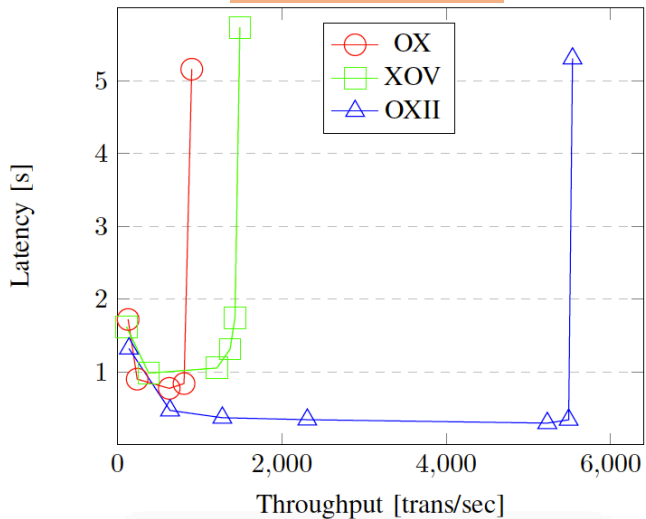 OX
XOV
OXII
5
4
3
2
1
Latency [s]
0
2,000
4,000
6,000
Throughput [trans/sec]